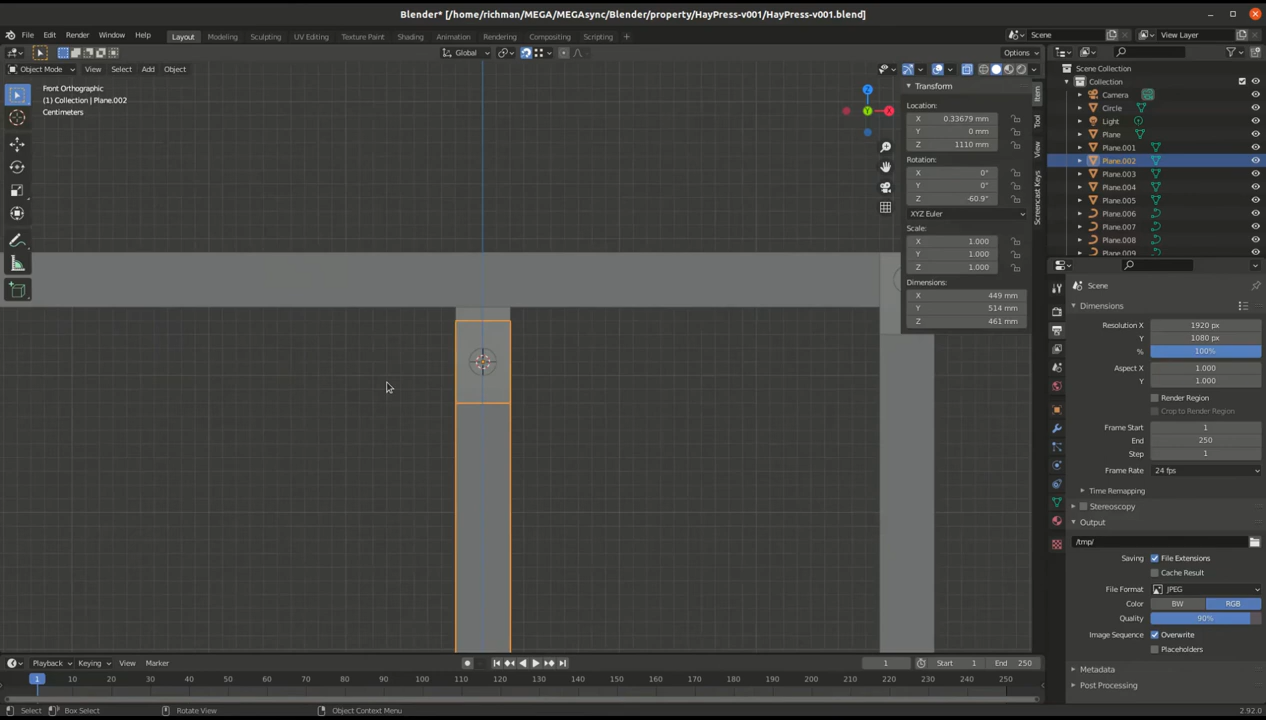 Blender* [/home/richman/MEGA/MEGAsync/Blender/property/HayPress-v001/HayPress-v001.blend]
File Edit Render Window Help Layout Modeling Sculpting UV Editing Texture Paint Shading Animation Rendering Compositing Scripting + Scene View Layer
Global Options
Object Mode View Select Add Object
Front Orthographic
(1) Collection | Plane.002
Centimeters
Z
Y
X
Transform
Location:
X 0.33679 mm
Y 0 mm
Z 1110 mm
Rotation:
X 0°
Y 0°
Z -60.9°
XYZ Euler
Scale:
X 1.000
Y 1.000
Z 1.000
Dimensions:
X 449 mm
Y 514 mm
Z 461 mm
Item
Tool
View
Screencast Keys
Scene Collection
Collection
Camera
Circle
Light
Plane
Plane.001
Plane.002
Plane.003
Plane.004
Plane.005
Plane.006
Plane.007
Plane.008
Plane.009
Scene
Dimensions
Resolution X 1920 px
Y 1080 px
% 100%
Aspect X 1.000
Y 1.000
Render Region
Crop to Render Region
Frame Start 1
End 250
Step 1
Frame Rate 24 fps
Time Remapping
Stereoscopy
Output
/tmp/
Saving File Extensions
Cache Result
File Format JPEG
Color BW RGB
Quality 90%
Image Sequence Overwrite
Placeholders
Metadata
Post Processing
Playback Keying View Marker 1 Start 1 End 250
1 10 20 30 40 50 60 70 80 90 100 110 120 130 140 150 160 170 180 190 200 210 220 230 240 250
Select Box Select Rotate View Object Context Menu 2.92.0